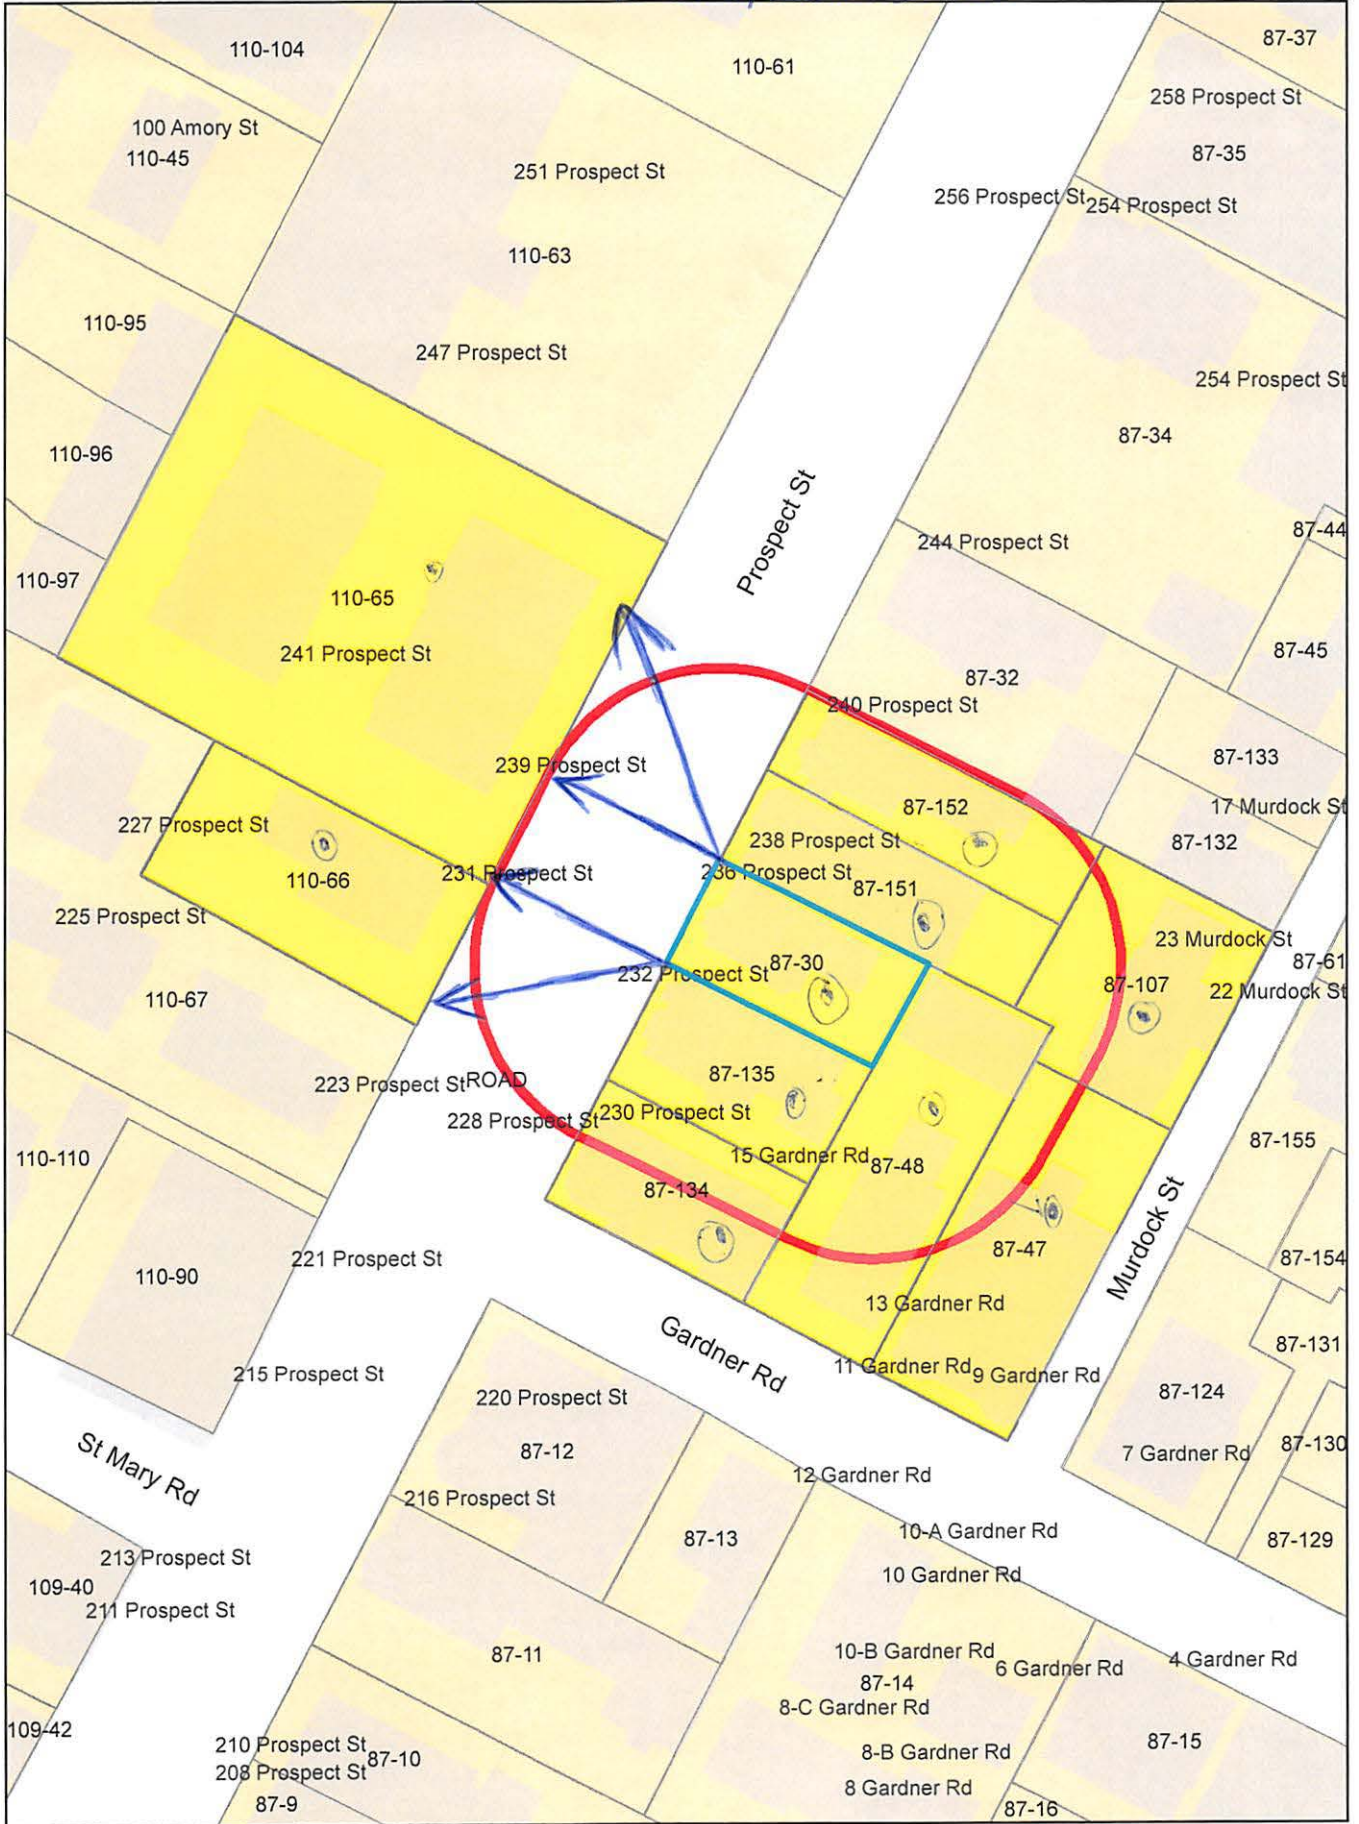 110-104
110-61
87-37
258 Prospect St
100 Amory St
110-45
87-35
251 Prospect St
256 Prospect St
254 Prospect St
110-63
110-95
247 Prospect St
254 Prospect St
87-34
110-96
Prospect St
87-44
244 Prospect St
110-97
110-65
241 Prospect St
87-45
87-32
240 Prospect St
239 Prospect St
87-133
87-152
17 Murdock St
227 Prospect St
238 Prospect St
87-132
231 Prospect St
236 Prospect St
110-66
87-151
225 Prospect St
23 Murdock St
87-30
87-61
232 Prospect St
87-107
22 Murdock St
110-67
87-135
223 Prospect St
ROAD
228 Prospect St
230 Prospect St
87-155
110-110
15 Gardner Rd
87-48
87-134
Murdock St
221 Prospect St
87-47
87-154
110-90
13 Gardner Rd
Gardner Rd
87-131
215 Prospect St
11 Gardner Rd
9 Gardner Rd
220 Prospect St
87-124
St Mary Rd
87-12
7 Gardner Rd
87-130
12 Gardner Rd
216 Prospect St
10-A Gardner Rd
87-13
87-129
213 Prospect St
10 Gardner Rd
109-40
211 Prospect St
87-11
10-B Gardner Rd
6 Gardner Rd
4 Gardner Rd
87-14
8-C Gardner Rd
109-42
210 Prospect St
87-10
8-B Gardner Rd
87-15
208 Prospect St
8 Gardner Rd
87-9
87-16